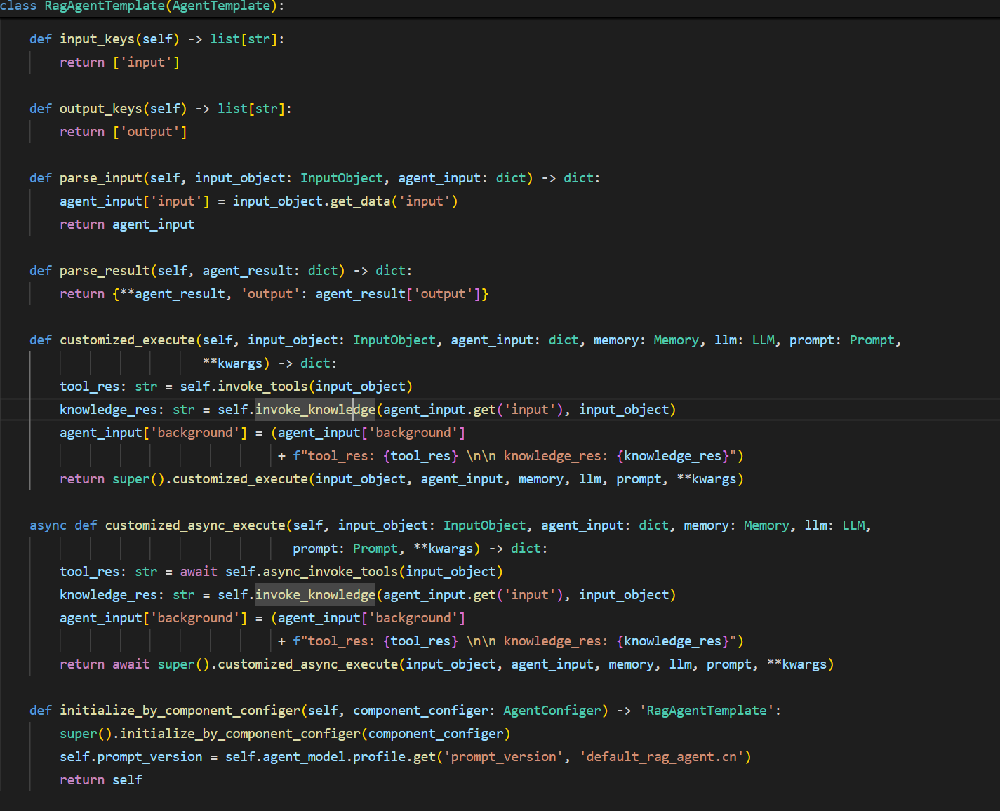 class RagAgentTemplate(AgentTemplate):
def input_keys(self) -> list[str]:
return ['input']
def output_keys(self) -> list[str]:
return ['output']
def parse_input(self, input_object: InputObject, agent_input: dict) -> dict:
agent_input['input'] = input_object.get_data('input')
return agent_input
def parse_result(self, agent_result: dict) -> dict:
return {**agent_result, 'output': agent_result['output']}
def customized_execute(self, input_object: InputObject, agent_input: dict, memory: Memory, llm: LLM, prompt: Prompt,
**kwargs) -> dict:
tool_res: str = self.invoke_tools(input_object)
knowledge_res: str = self.invoke_knowledge(agent_input.get('input'), input_object)
agent_input['background'] = (agent_input['background']
+ f"tool_res: {tool_res} \n\n knowledge_res: {knowledge_res}")
return super().customized_execute(input_object, agent_input, memory, llm, prompt, **kwargs)
async def customized_async_execute(self, input_object: InputObject, agent_input: dict, memory: Memory, llm: LLM,
prompt: Prompt, **kwargs) -> dict:
tool_res: str = await self.async_invoke_tools(input_object)
knowledge_res: str = self.invoke_knowledge(agent_input.get('input'), input_object)
agent_input['background'] = (agent_input['background']
+ f"tool_res: {tool_res} \n\n knowledge_res: {knowledge_res}")
return await super().customized_async_execute(input_object, agent_input, memory, llm, prompt, **kwargs)
def initialize_by_component_configer(self, component_configer: AgentConfiger) -> 'RagAgentTemplate':
super().initialize_by_component_configer(component_configer)
self.prompt_version = self.agent_model.profile.get('prompt_version', 'default_rag_agent.cn')
return self